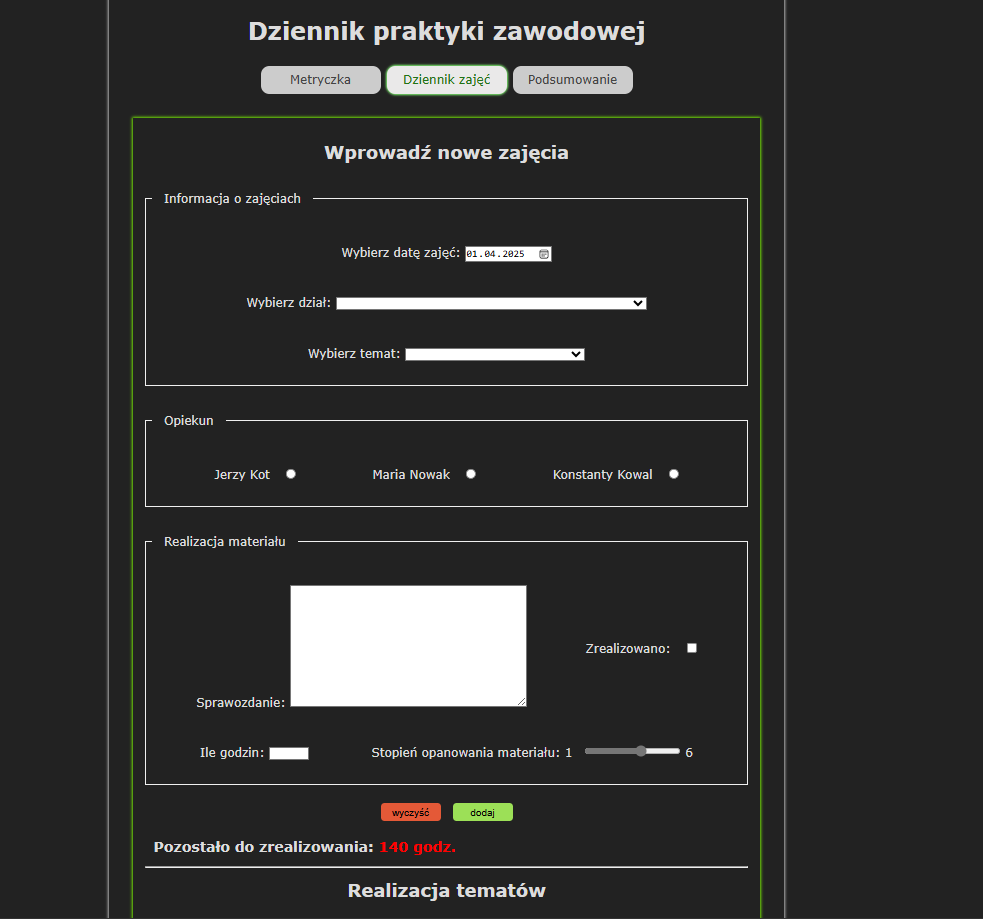 Dziennik praktyki zawodowej
Metryczka Dziennik zajęć Podsumowanie
Wprowadź nowe zajęcia
Informacja o zajęciach
Wybierz datę zajęć: 01.04.2025
Wybierz dział:
Wybierz temat:
Opiekun
Jerzy Kot Maria Nowak Konstanty Kowal
Realizacja materiału
Zrealizowano:
Sprawozdanie:
Ile godzin: Stopień opanowania materiału: 1 6
wyczyść dodaj
Pozostało do zrealizowania: 140 godz.
Realizacja tematów